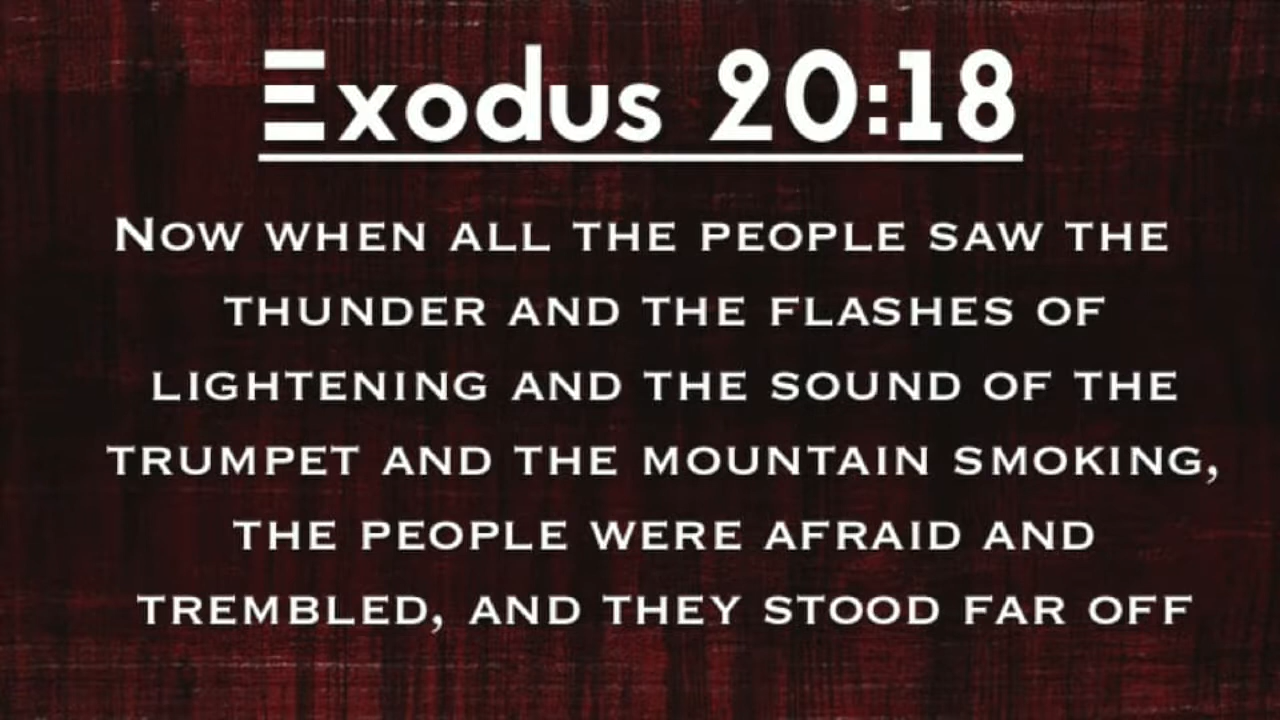 Exodus 20:18
Now when all the people saw the
thunder and the flashes of
lightening and the sound of the
trumpet and the mountain smoking,
the people were afraid and
trembled, and they stood far off